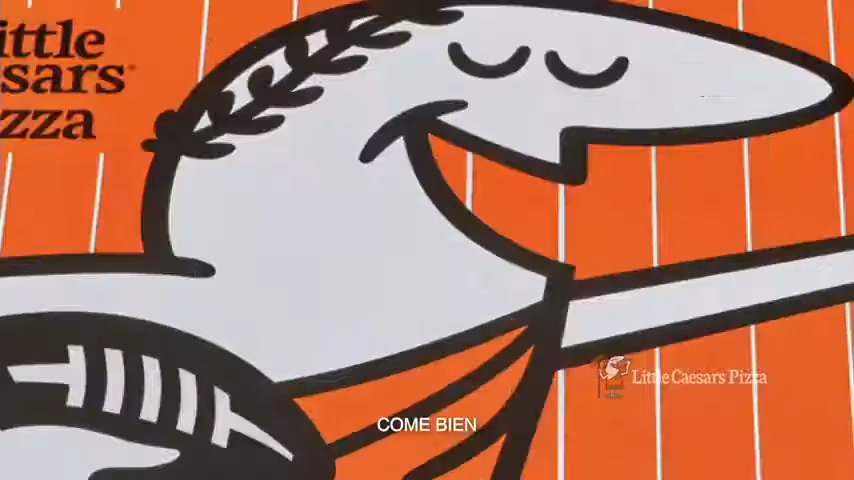 ittle
esars
zza
Little Caesars Pizza
COME BIEN